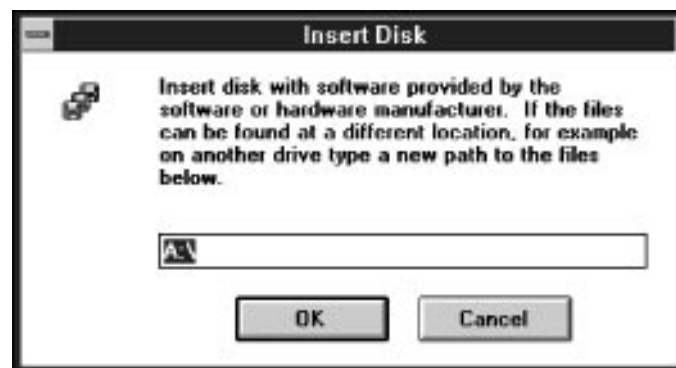 Insert Disk
Insert disk with software provided by the
software or hardware manufacturer. If the files
can be found at a different location, for example
on another drive type a new path to the files
below.
A:\
OK
Cancel